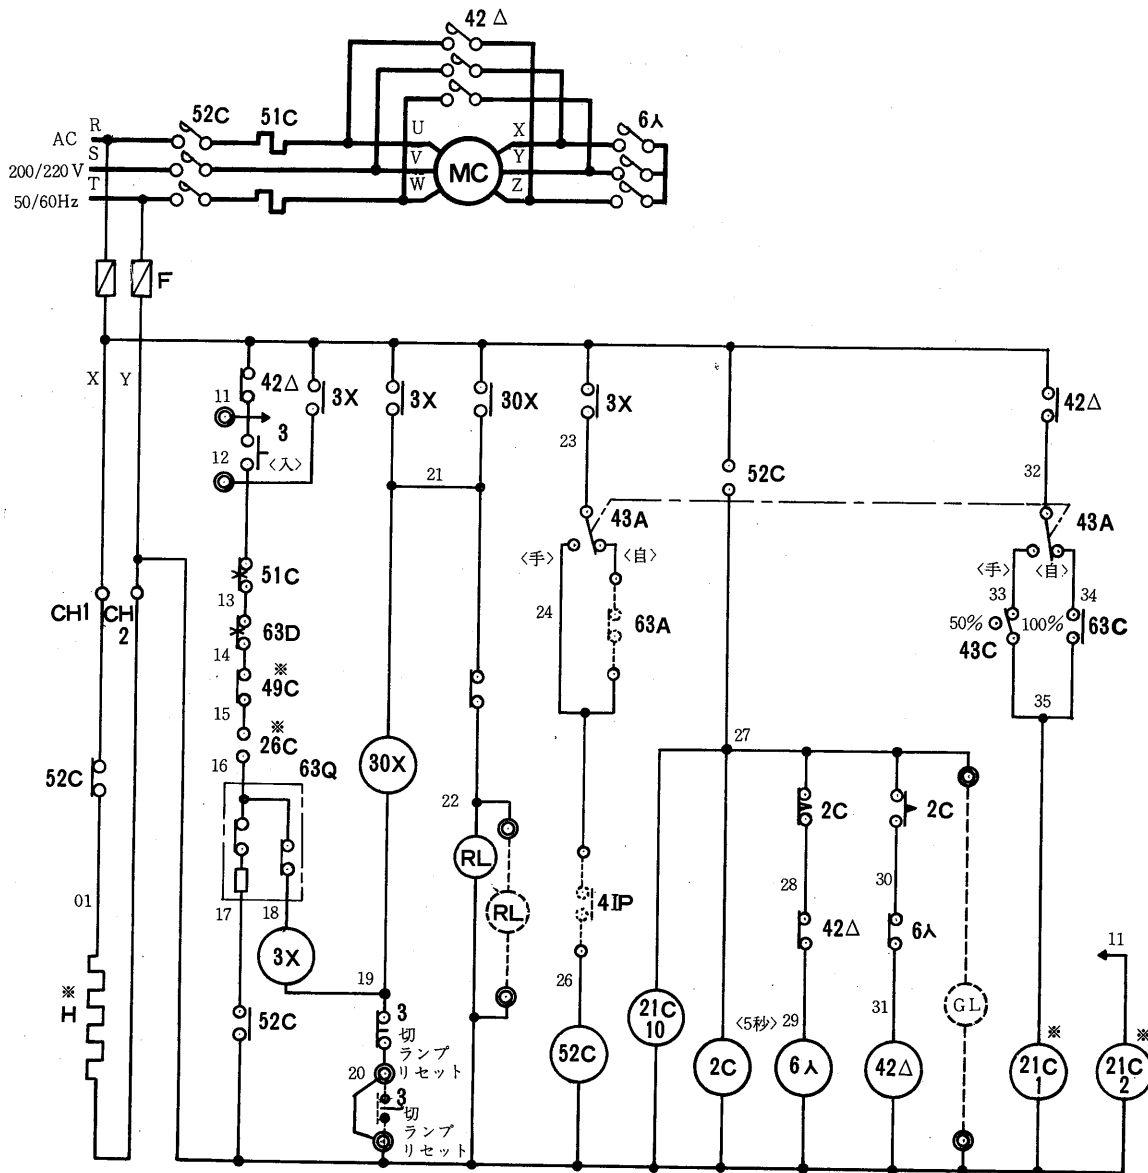 42 Δ
52C
51C
6人
AC
R
S
T
200/220 V
50/60Hz
U
V
W
MC
X
Y
Z
F
X
Y
11
42Δ
3
12
〈入〉
3X
3X
30X
3X
23
21
52C
42Δ
32
43A
〈手〉
〈自〉
43A
〈手〉
〈自〉
CH1
CH
2
51C
13
63D
14
※
49C
15
※
26C
16
63Q
24
63A
33
34
50%
100%
43C
63C
35
27
52C
30X
22
RL
RL
2C
2C
28
30
42Δ
6人
01
17
18
3X
19
※
H
52C
3
切
ランプ
リセット
20
3
切
ランプ
リセット
4IP
26
52C
21C
10
2C
〈5秒〉
29
6人
31
42Δ
GL
※
21C
1
11
※
21C
2